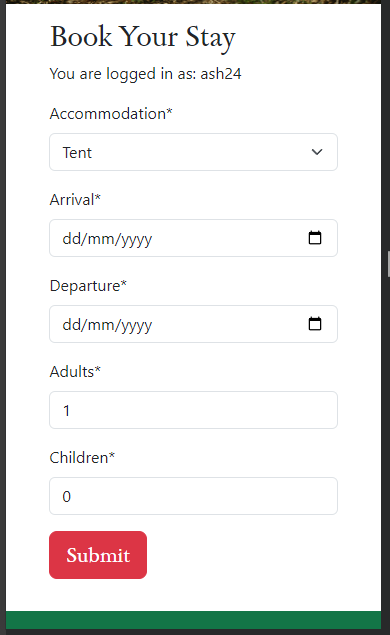 Book Your Stay
You are logged in as: ash24
Accommodation*
Tent
Arrival*
dd/mm/yyyy
Departure*
dd/mm/yyyy
Adults*
1
Children*
0
Submit